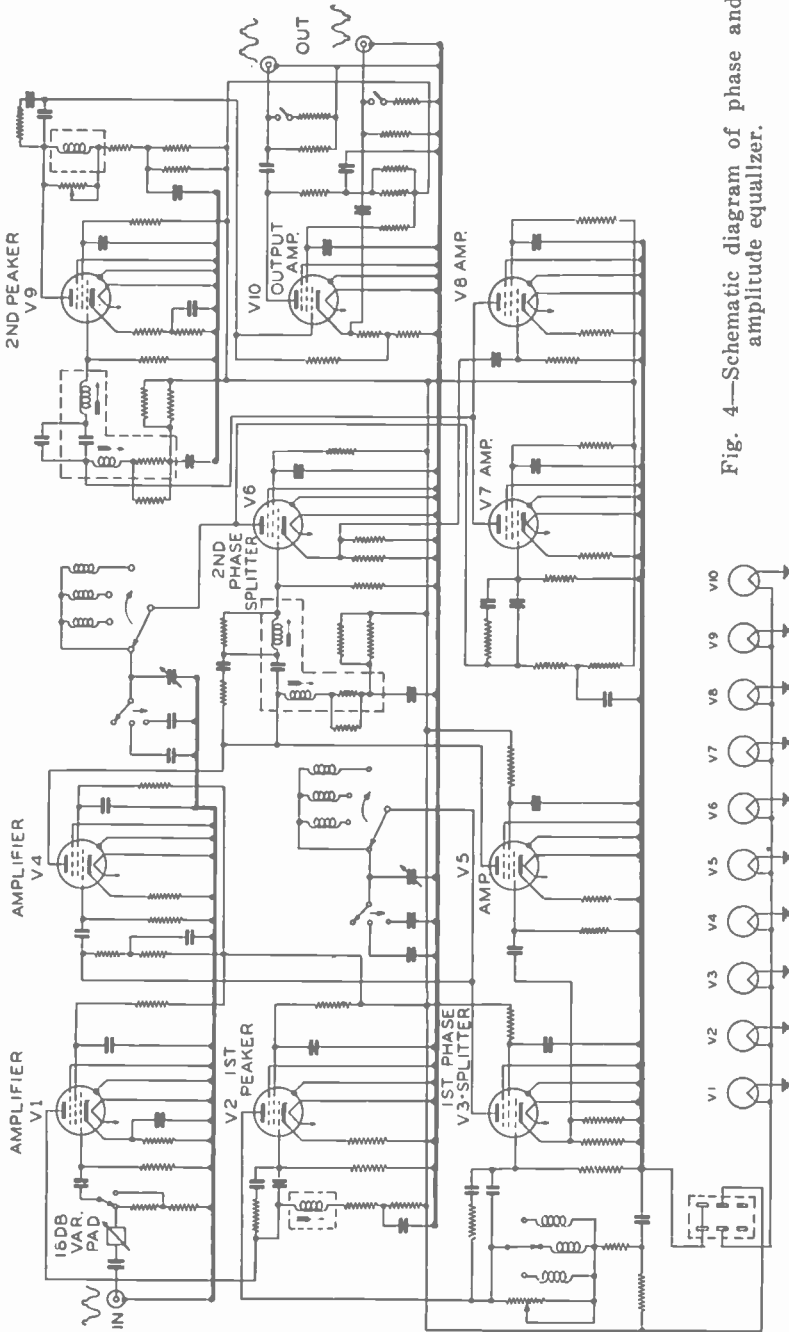 AMPLIFIER
V1
16DB
VAR.
PAD
IN
AMPLIFIER
V4
2ND PEAKER
V9
OUT
V10
OUTPUT
AMP.
V2
1ST
PEAKER
2ND
PHASE
SPLITTER
V6
1ST PHASE
V3-SPLITTER
V5
AMP.
V7 AMP.
V8 AMP.
V1
V2
V3
V4
V5
V6
V7
V8
V9
V10
Fig. 4—Schematic diagram of phase and
amplitude equalizer.